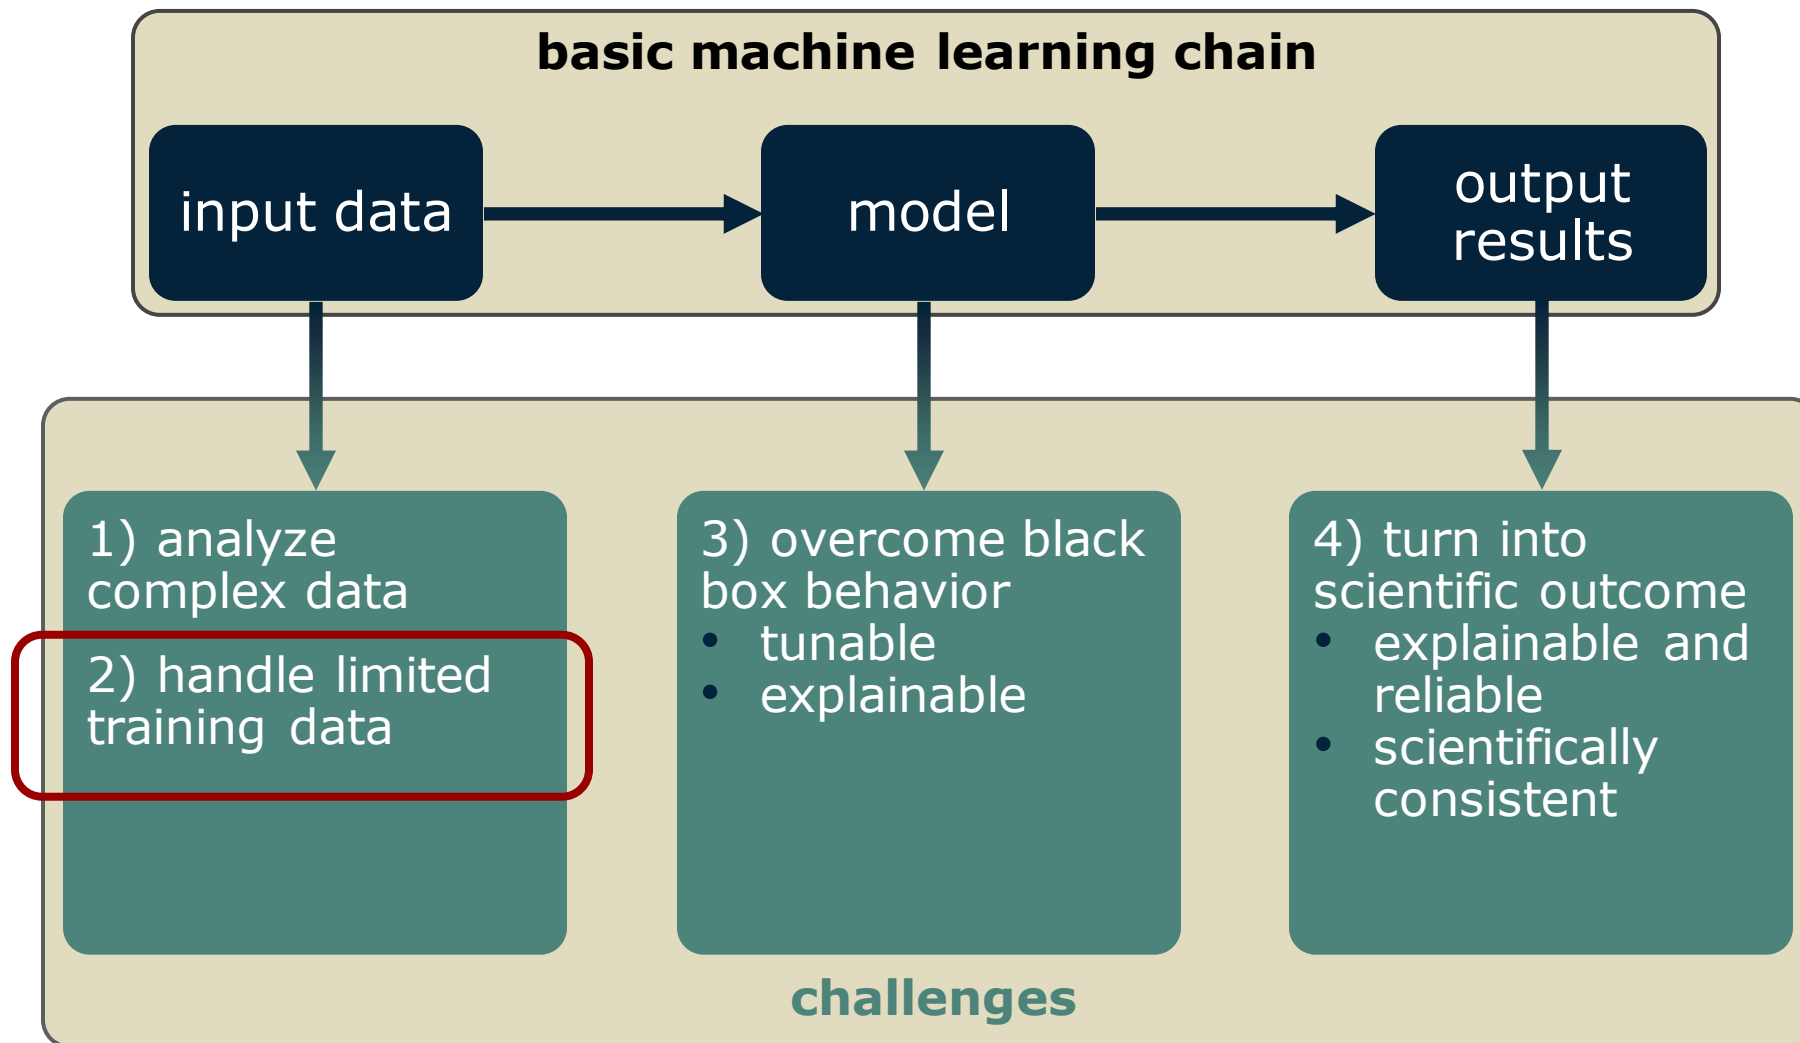 basic machine learning chain
input data
model
output
results
1) analyze
complex data
2) handle limited
training data
3) overcome black
box behavior
• tunable
• explainable
4) turn into
scientific outcome
• explainable and
reliable
• scientifically
consistent
challenges